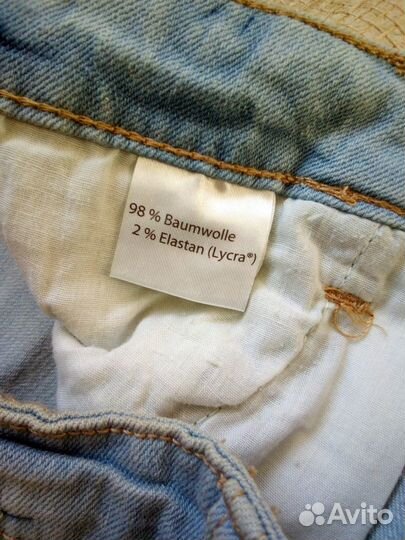 98 % Baumwolle
2 % Elastan (Lycra®)
Avito